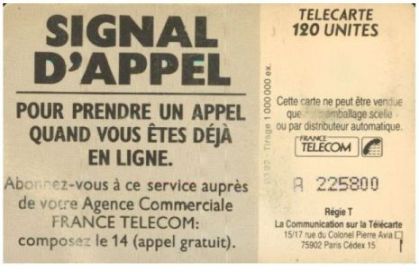 SIGNAL
D'APPEL
POUR PRENDRE UN APPEL
QUAND VOUS ÊTES DÉJÀ
EN LIGNE.
Abonnez-vous à ce service auprès
de votre Agence Commerciale
FRANCE TELECOM:
composez le 14 (appel gratuit).
Tirage 1 000 000 ex.
TELECARTE
120 UNITES
Cette carte ne peut être vendue
que emballage scellé
ou par distributeur automatique.
FRANCE
TELECOM
A 225800
Régie T
La Communication sur la Télécarte
15/17 rue du Colonel Pierre Avia
75902 Paris Cédex 15